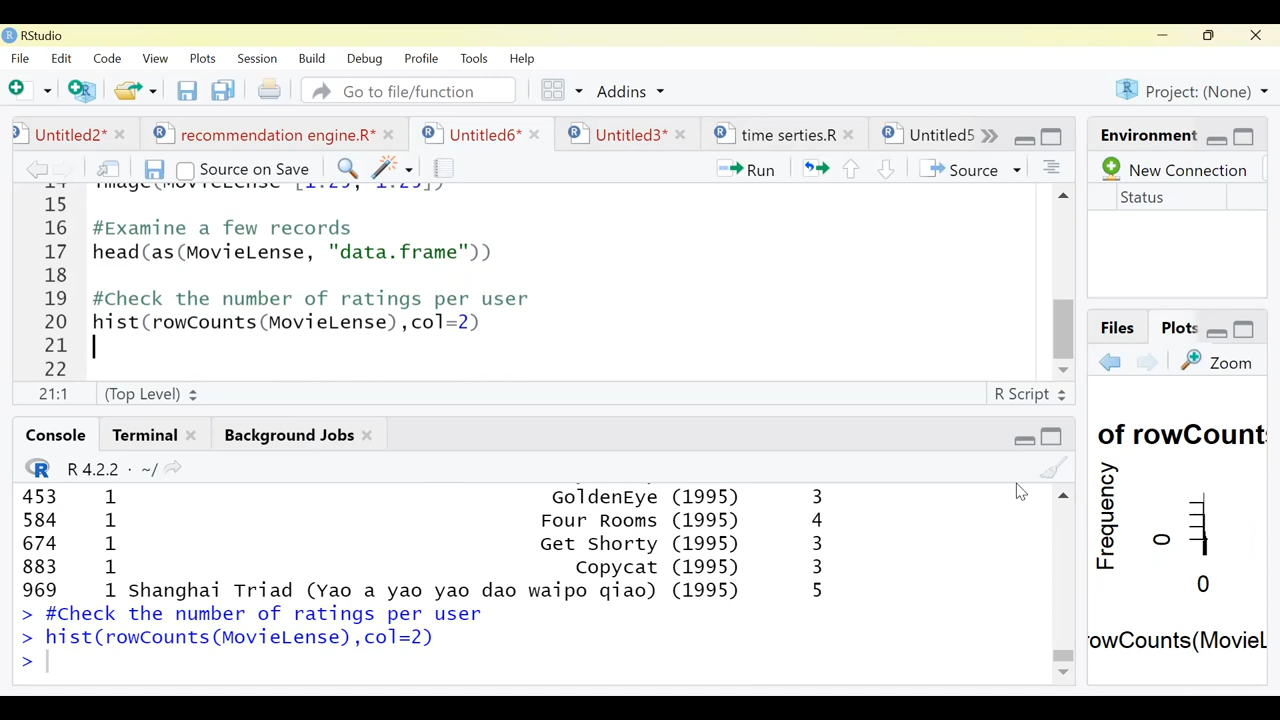 RStudio
File Edit Code View Plots Session Build Debug Profile Tools Help
Go to file/function Addins Project: (None)
Untitled2* recommendation engine.R* Untitled6* Untitled3* time serties.R Untitled5
Source on Save Run Source
15
16 #Examine a few records
17 head(as(MovieLense, "data.frame"))
18
19 #Check the number of ratings per user
20 hist(rowCounts(MovieLense),col=2)
21
22
21:1 (Top Level) R Script
Console Terminal Background Jobs
R 4.2.2 · ~/
453 1 GoldenEye (1995) 3
584 1 Four Rooms (1995) 4
674 1 Get Shorty (1995) 3
883 1 Copycat (1995) 3
969 1 Shanghai Triad (Yao a yao yao dao waipo qiao) (1995) 5
> #Check the number of ratings per user
> hist(rowCounts(MovieLense),col=2)
>
Environment
New Connection
Status
Files Plots
Zoom
of rowCounts
Frequency
0
0
rowCounts(MovieL